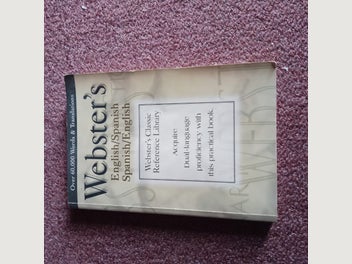 Over 40,000 Words & Translations
Webster's
English/Spanish
Spanish/English
Webster's Classic
Reference Library
Acquire
Dual-language
proficiency with
this practical book.